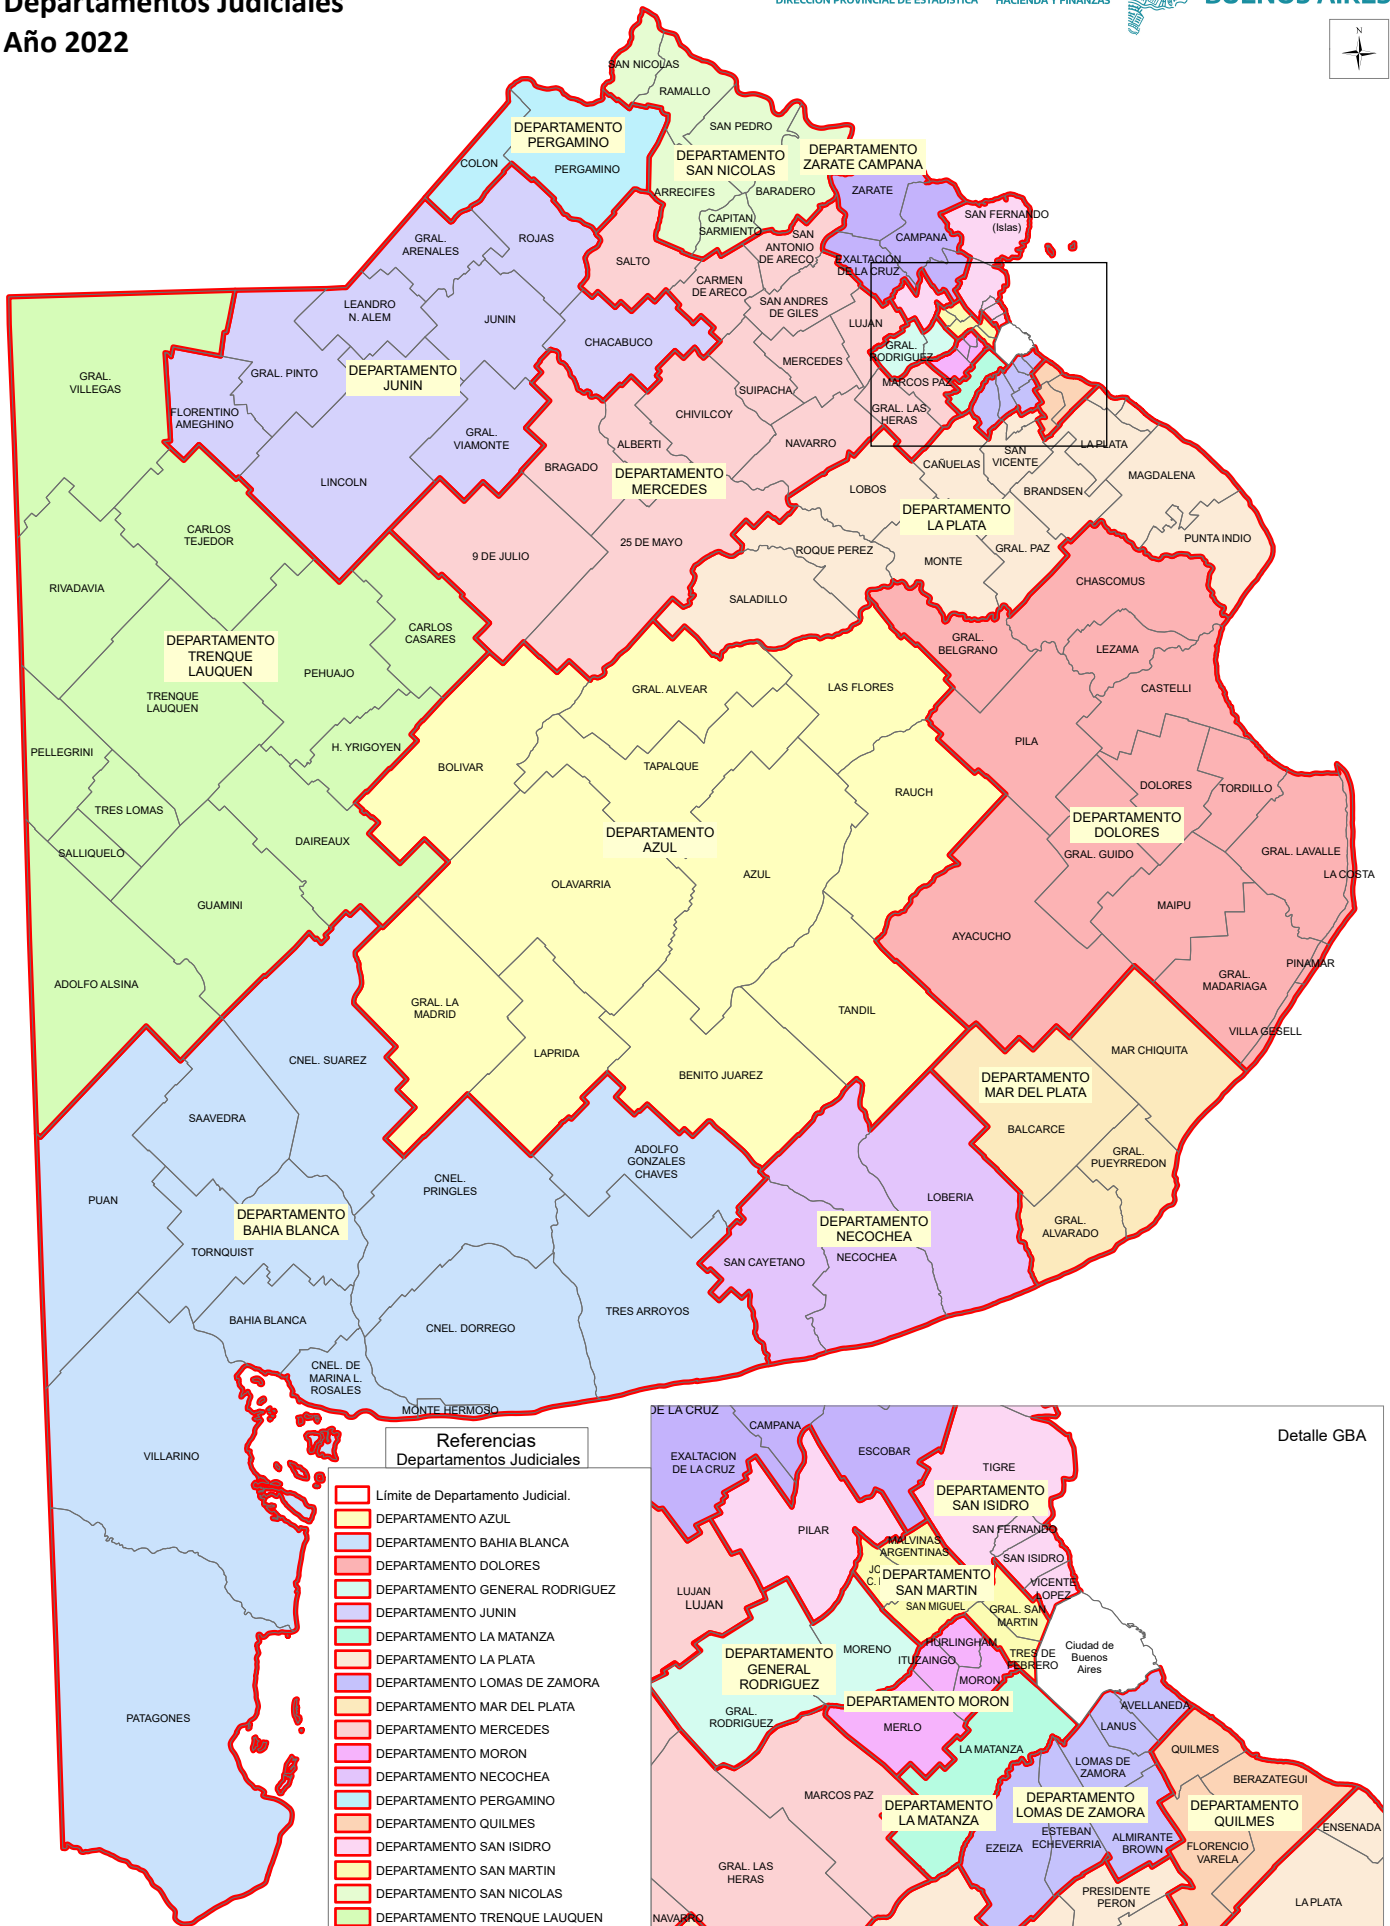 Departamentos Judiciales
Año 2022
DIRECCIÓN PROVINCIAL DE ESTADÍSTICA
HACIENDA Y FINANZAS
BUENOS AIRES
N
SAN NICOLAS
RAMALLO
SAN PEDRO
DEPARTAMENTO
PERGAMINO
DEPARTAMENTO
SAN NICOLAS
DEPARTAMENTO
ZARATE CAMPANA
COLON
PERGAMINO
ARRECIFES
BARADERO
ZARATE
CAPITAN
SARMIENTO
SAN FERNANDO
(Islas)
GRAL.
ARENALES
ROJAS
SAN
ANTONIO
DE ARECO
CAMPANA
SALTO
EXALTACION
DE LA CRUZ
CARMEN
DE ARECO
LEANDRO
N. ALEM
JUNIN
SAN ANDRES
DE GILES
LUJAN
CHACABUCO
GRAL.
RODRIGUEZ
MERCEDES
GRAL.
VILLEGAS
GRAL. PINTO
DEPARTAMENTO
JUNIN
SUIPACHA
MARCOS PAZ
FLORENTINO
AMEGHINO
CHIVILCOY
GRAL. LAS
HERAS
GRAL.
VIAMONTE
ALBERTI
NAVARRO
LA PLATA
SAN
VICENTE
BRAGADO
DEPARTAMENTO
MERCEDES
CAÑUELAS
MAGDALENA
LINCOLN
LOBOS
BRANDSEN
CARLOS
TEJEDOR
DEPARTAMENTO
LA PLATA
PUNTA INDIO
9 DE JULIO
25 DE MAYO
ROQUE PEREZ
GRAL. PAZ
MONTE
RIVADAVIA
CHASCOMUS
SALADILLO
CARLOS
CASARES
DEPARTAMENTO
TRENQUE
LAUQUEN
GRAL.
BELGRANO
LEZAMA
PEHUAJO
TRENQUE
LAUQUEN
GRAL. ALVEAR
LAS FLORES
CASTELLI
PELLEGRINI
H. YRIGOYEN
PILA
BOLIVAR
TAPALQUE
RAUCH
DOLORES
TORDILLO
TRES LOMAS
DEPARTAMENTO
AZUL
DEPARTAMENTO
DOLORES
DAIREAUX
SALLIQUELO
GRAL. GUIDO
GRAL. LAVALLE
LA COSTA
OLAVARRIA
AZUL
GUAMINI
MAIPU
AYACUCHO
PINAMAR
ADOLFO ALSINA
GRAL.
MADARIAGA
GRAL. LA
MADRID
TANDIL
VILLA GESELL
CNEL. SUAREZ
LAPRIDA
MAR CHIQUITA
BENITO JUAREZ
DEPARTAMENTO
MAR DEL PLATA
SAAVEDRA
BALCARCE
ADOLFO
GONZALES
CHAVES
GRAL.
PUEYRREDON
CNEL.
PRINGLES
PUAN
LOBERIA
DEPARTAMENTO
BAHIA BLANCA
DEPARTAMENTO
NECOCHEA
GRAL.
ALVARADO
TORNQUIST
SAN CAYETANO
NECOCHEA
BAHIA BLANCA
CNEL. DORREGO
TRES ARROYOS
CNEL. DE
MARINA L.
ROSALES
MONTE HERMOSO
VILLARINO
PATAGONES
Referencias
Departamentos Judiciales
Límite de Departamento Judicial.
DEPARTAMENTO AZUL
DEPARTAMENTO BAHIA BLANCA
DEPARTAMENTO DOLORES
DEPARTAMENTO GENERAL RODRIGUEZ
DEPARTAMENTO JUNIN
DEPARTAMENTO LA MATANZA
DEPARTAMENTO LA PLATA
DEPARTAMENTO LOMAS DE ZAMORA
DEPARTAMENTO MAR DEL PLATA
DEPARTAMENTO MERCEDES
DEPARTAMENTO MORON
DEPARTAMENTO NECOCHEA
DEPARTAMENTO PERGAMINO
DEPARTAMENTO QUILMES
DEPARTAMENTO SAN ISIDRO
DEPARTAMENTO SAN MARTIN
DEPARTAMENTO SAN NICOLAS
DEPARTAMENTO TRENQUE LAUQUEN
Detalle GBA
DE LA CRUZ
CAMPANA
EXALTACION
DE LA CRUZ
ESCOBAR
TIGRE
DEPARTAMENTO
SAN ISIDRO
PILAR
SAN FERNANDO
MALVINAS
ARGENTINAS
SAN ISIDRO
JO
C.
DEPARTAMENTO
SAN MARTIN
VICENTE
LOPEZ
LUJAN
LUJAN
SAN MIGUEL
GRAL. SAN
MARTIN
MORENO
HURLINGHAM
ITUZAINGO
TRES DE
FEBRERO
Ciudad de
Buenos
Aires
DEPARTAMENTO
GENERAL
RODRIGUEZ
MORON
DEPARTAMENTO MORON
GRAL.
RODRIGUEZ
MERLO
AVELLANEDA
LANUS
LA MATANZA
QUILMES
LOMAS DE
ZAMORA
BERAZATEGUI
MARCOS PAZ
DEPARTAMENTO
LA MATANZA
DEPARTAMENTO
LOMAS DE ZAMORA
DEPARTAMENTO
QUILMES
ENSENADA
ESTEBAN
ECHEVERRIA
EZEIZA
ALMIRANTE
BROWN
FLORENCIO
VARELA
GRAL. LAS
HERAS
PRESIDENTE
PERON
LA PLATA
NAVARRO